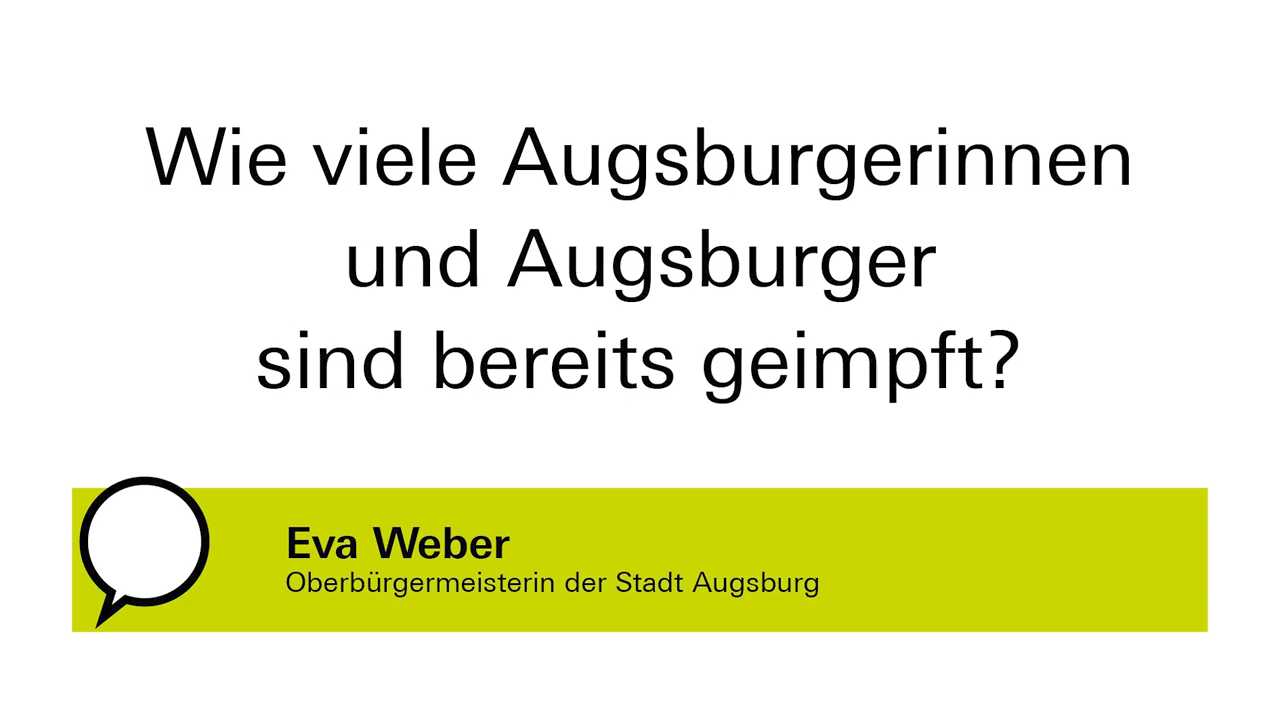 Wie viele Augsburgerinnen
und Augsburger
sind bereits geimpft?
Eva Weber
Oberbürgermeisterin der Stadt Augsburg